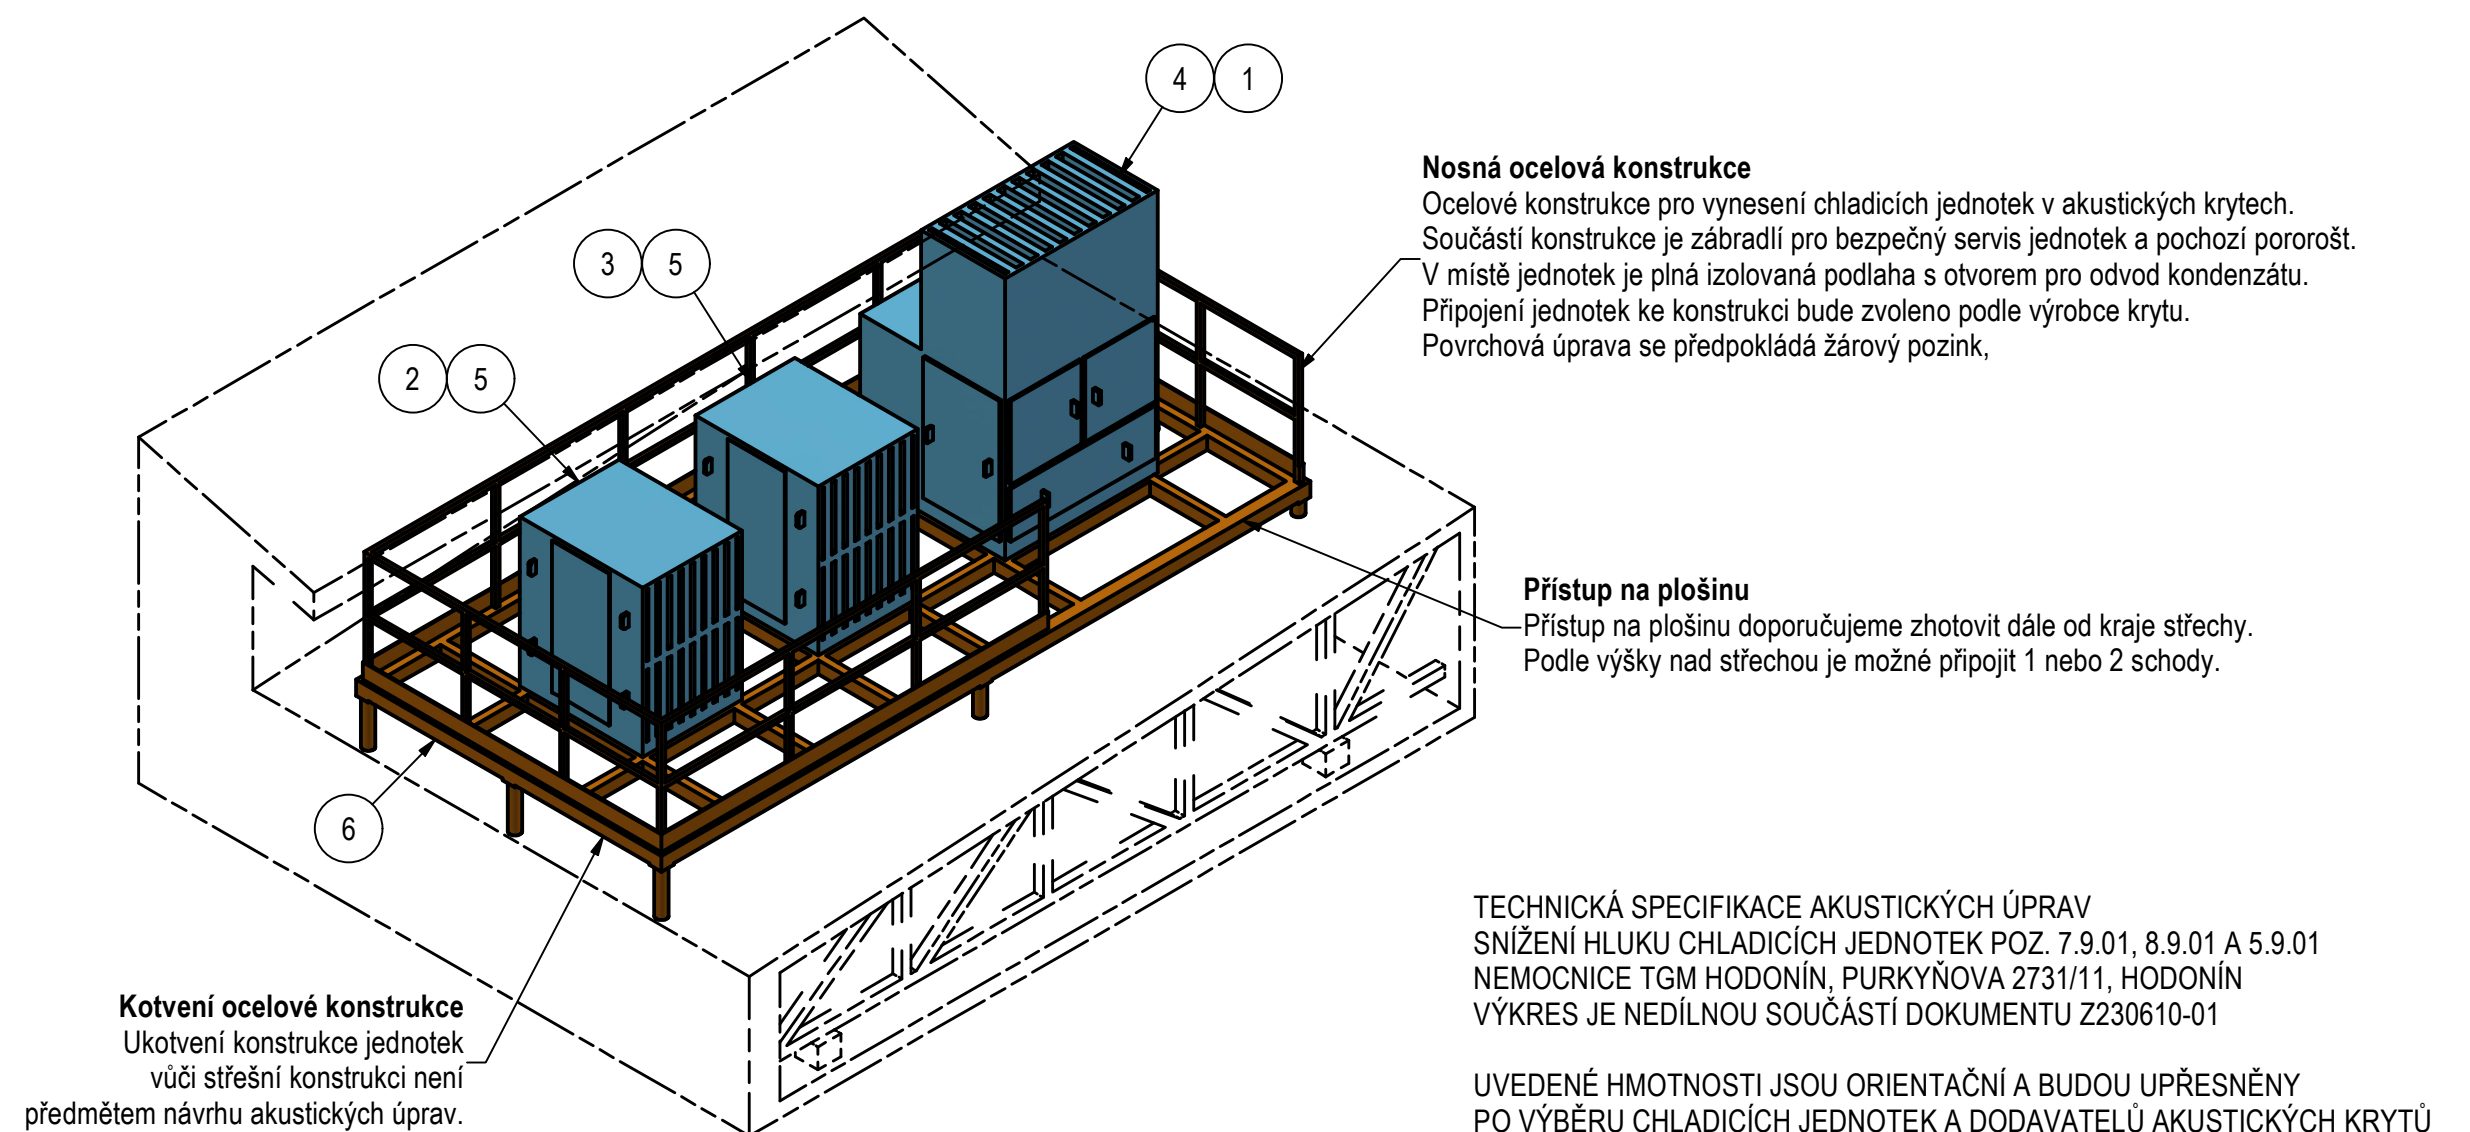 4 1
Nosná ocelová konstrukce
Ocelové konstrukce pro vynesení chladicích jednotek v akustických krytech.
Součástí konstrukce je zábradlí pro bezpečný servis jednotek a pochozí pororošt.
V místě jednotek je plná izolovaná podlaha s otvorem pro odvod kondenzátu.
Připojení jednotek ke konstrukci bude zvoleno podle výrobce krytu.
Povrchová úprava se předpokládá žárový pozink,
3 5
2 5
Přístup na plošinu
Přístup na plošinu doporučujeme zhotovit dále od kraje střechy.
Podle výšky nad střechou je možné připojit 1 nebo 2 schody.
6
Kotvení ocelové konstrukce
Ukotvení konstrukce jednotek
vůči střešní konstrukci není
předmětem návrhu akustických úprav.
TECHNICKÁ SPECIFIKACE AKUSTICKÝCH ÚPRAV
SNÍŽENÍ HLUKU CHLADICÍCH JEDNOTEK POZ. 7.9.01, 8.9.01 A 5.9.01
NEMOCNICE TGM HODONÍN, PURKYŇOVA 2731/11, HODONÍN
VÝKRES JE NEDÍLNOU SOUČÁSTÍ DOKUMENTU Z230610-01
UVEDENÉ HMOTNOSTI JSOU ORIENTAČNÍ A BUDOU UPŘESNĚNY
PO VÝBĚRU CHLADICÍCH JEDNOTEK A DODAVATELŮ AKUSTICKÝCH KRYTŮ